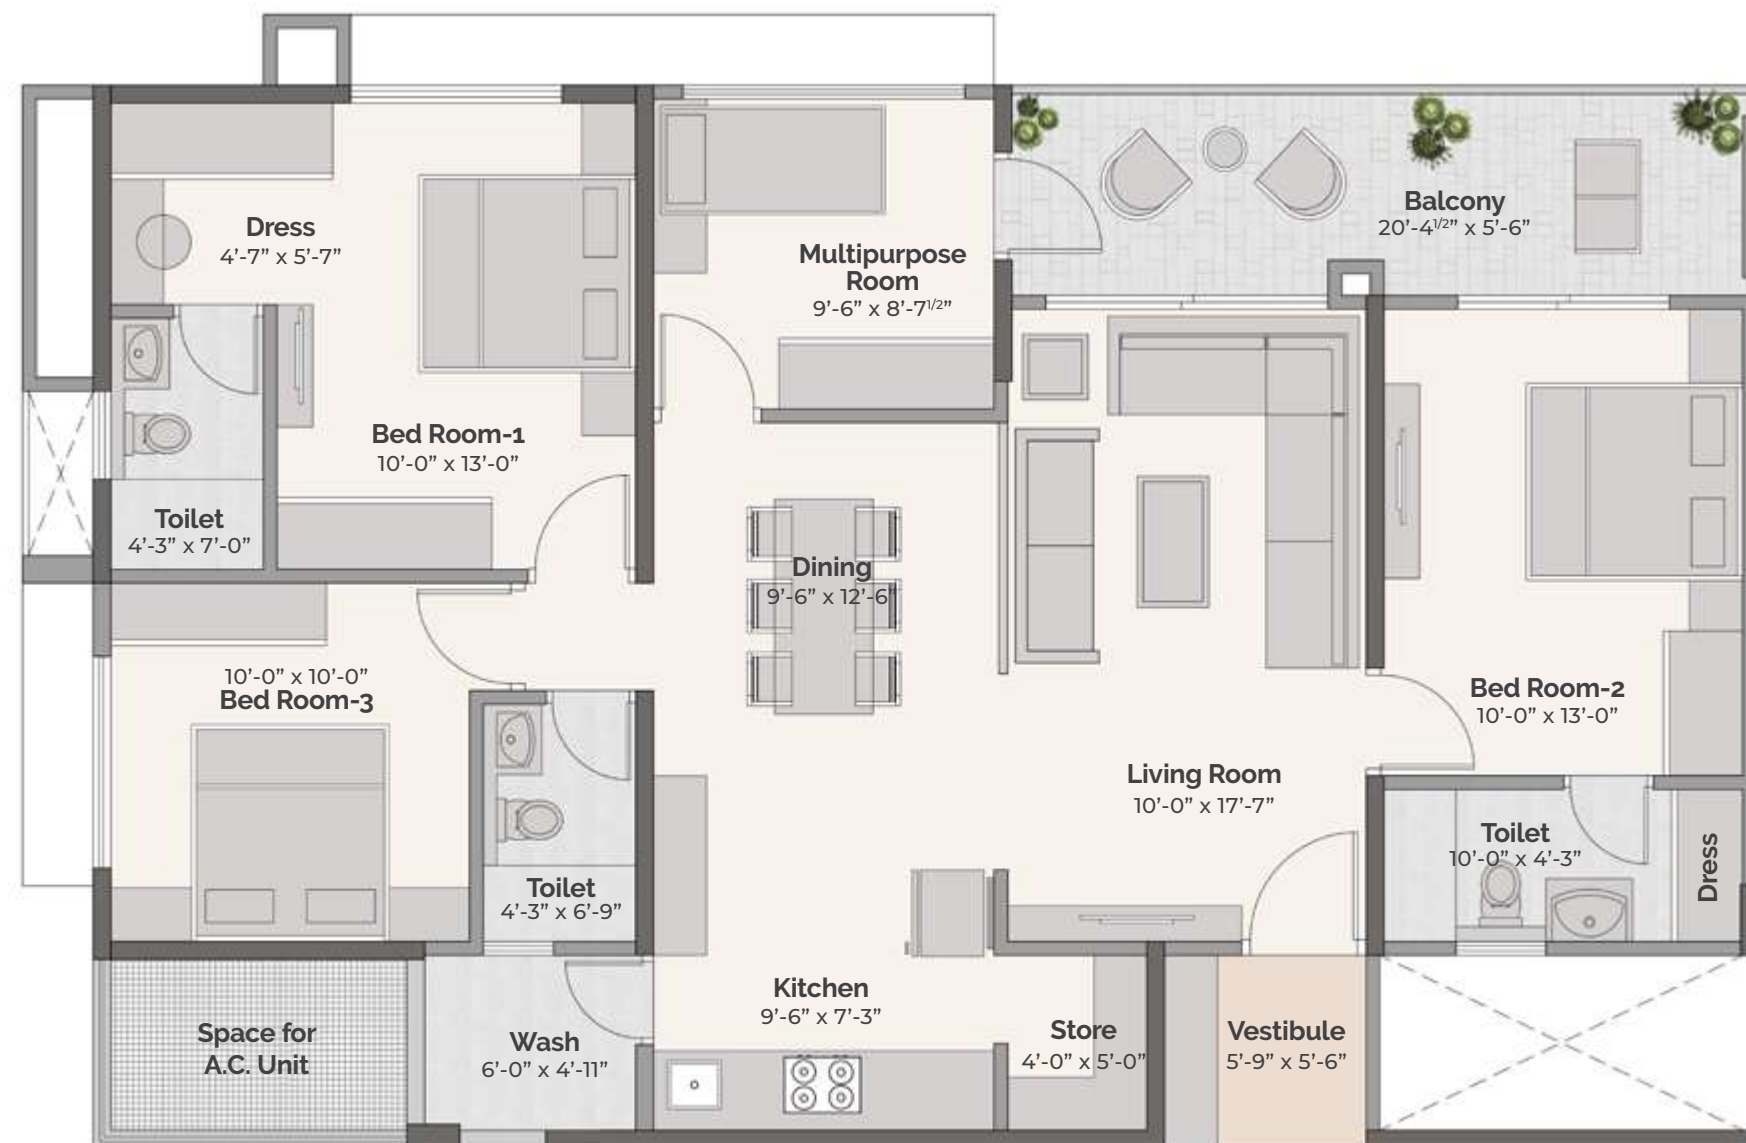 Dress
4'-7” x 5'-7”
Multipurpose
Room
9'-6” x 8'-7 1/2”
Balcony
20'-4 1/2” x 5'-6”
Bed Room-1
10'-0” x 13'-0”
Toilet
4'-3” x 7'-0”
Dining
9'-6” x 12'-6”
10'-0” x 10'-0”
Bed Room-3
Bed Room-2
10'-0” x 13'-0”
Living Room
10'-0” x 17'-7”
Toilet
10'-0” x 4'-3”
Dress
Toilet
4'-3” x 6'-9”
Kitchen
9'-6” x 7'-3”
Space for
A.C. Unit
Wash
6'-0” x 4'-11”
Store
4'-0” x 5'-0”
Vestibule
5'-9” x 5'-6”